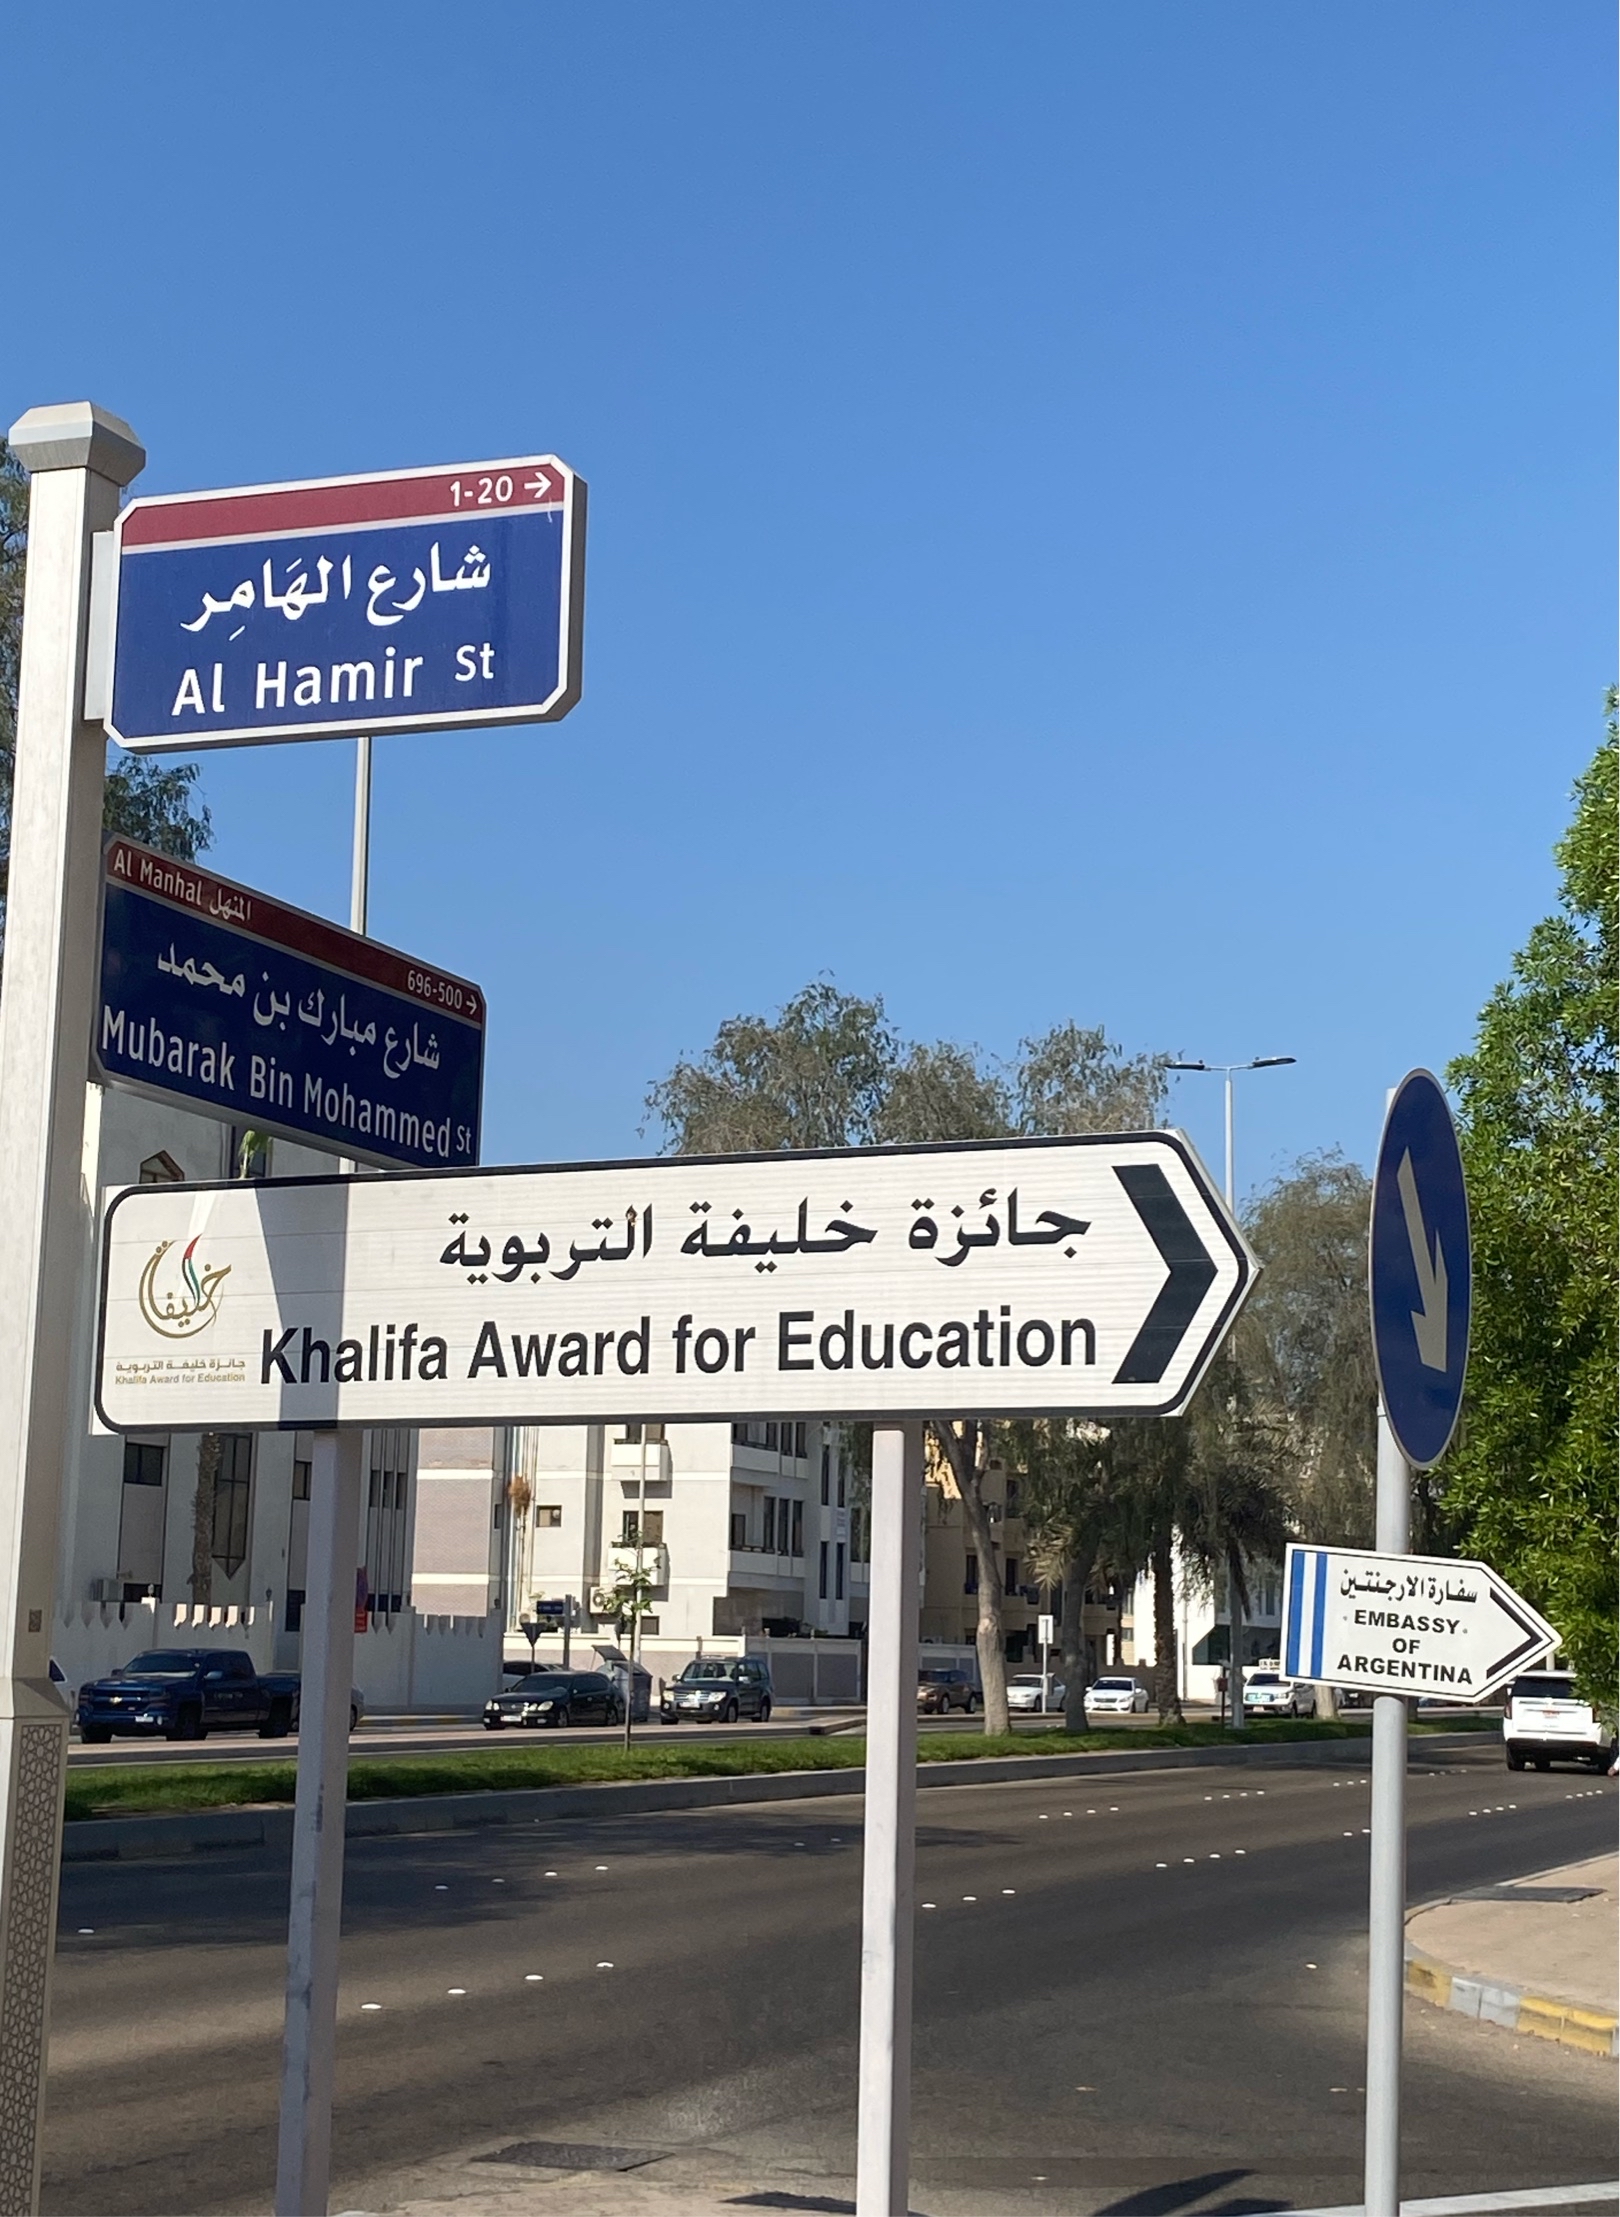 1-20 →
شارع الهَامِر
Al Hamir St
Al Manhal المنهل
696-500 →
شارع مبارك بن محمد
Mubarak Bin Mohammed St
جائزة خليفة التربوية
Khalifa Award for Education
خليفة
جائزة خليفة التربوية
Khalifa Award for Education
سفارة الارجنتين
EMBASSY
OF
ARGENTINA